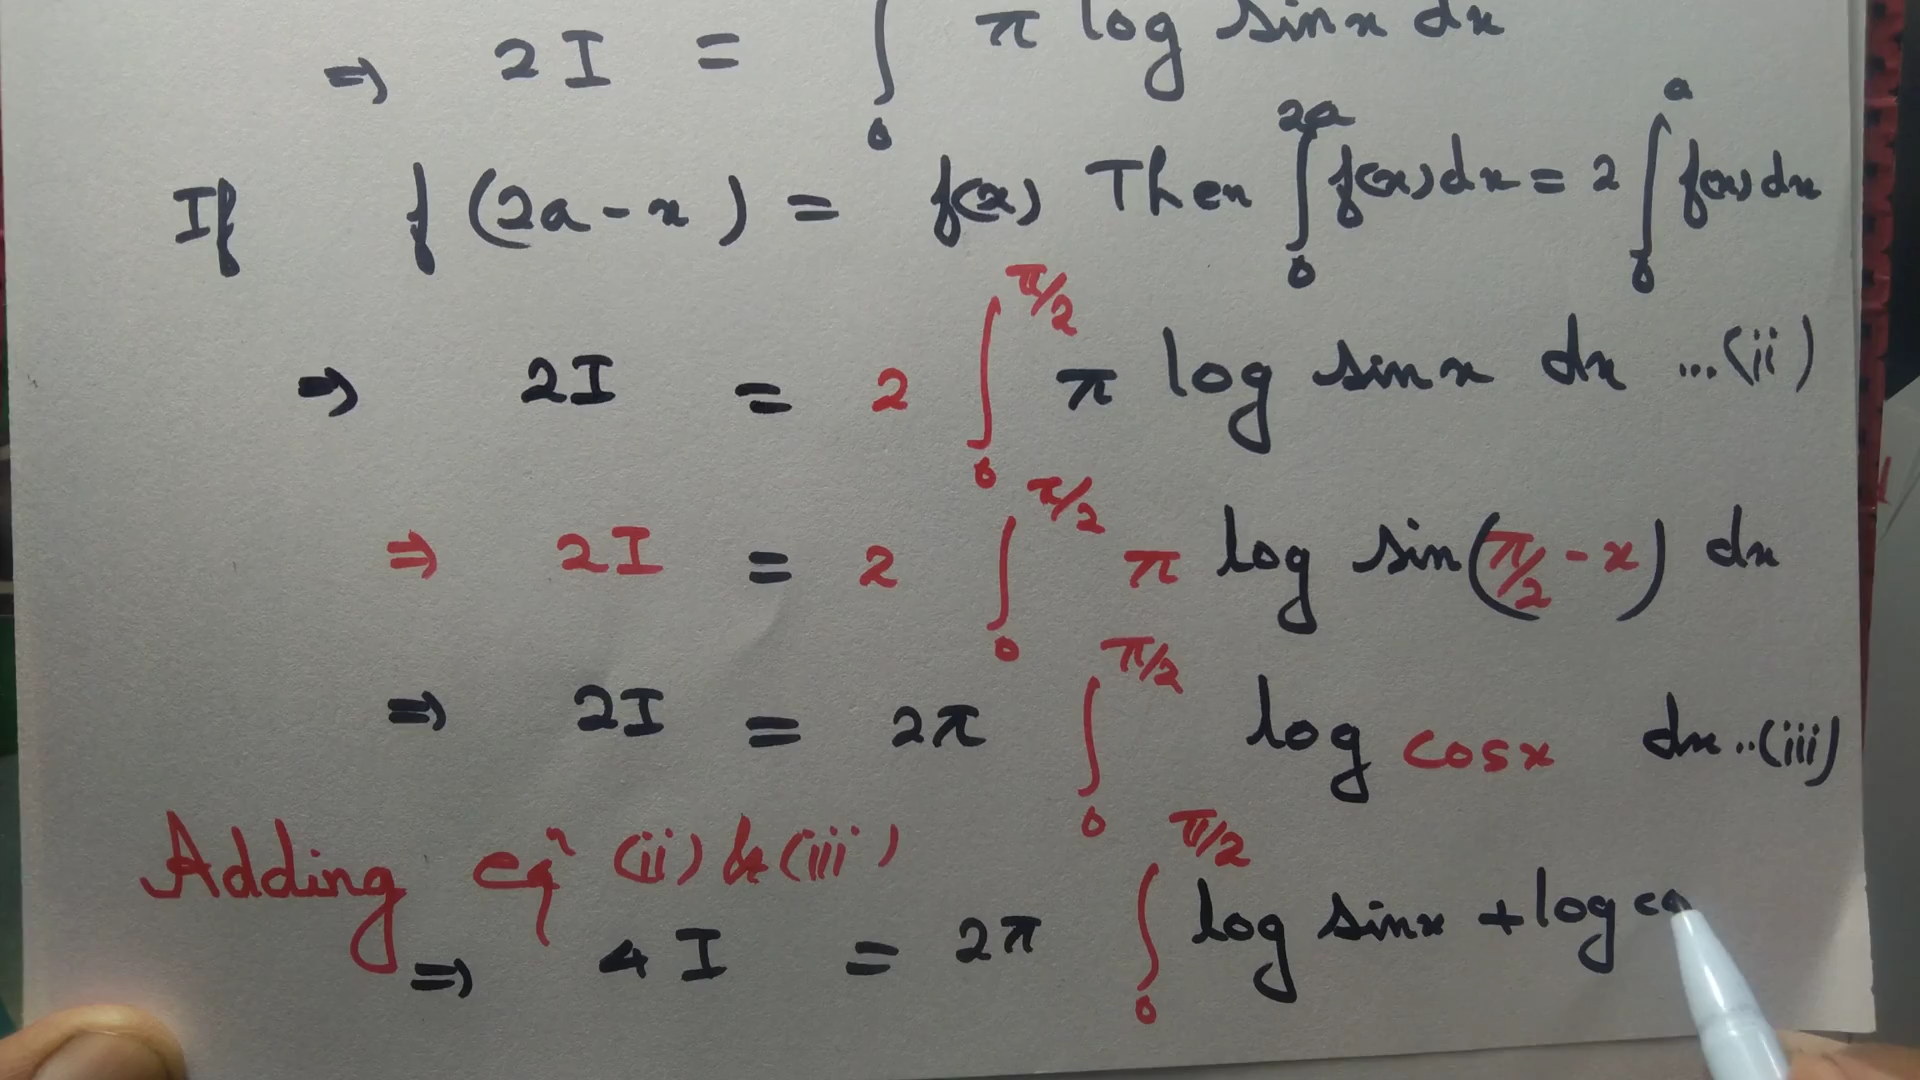 ⇒ 2I = ∫₀ π log sinx dx
If f(2a-x) = f(x) Then ∫₀^2a f(x)dx = 2 ∫₀^a f(x)dx
⇒ 2I = 2 ∫₀^π/2 π log sinx dx ...(ii)
⇒ 2I = 2 ∫₀^π/2 π log sin(π/2 - x) dx
⇒ 2I = 2π ∫₀^π/2 log cosx dx ..(iii)
Adding eqⁿ (ii) & (iii)
⇒ 4I = 2π ∫₀^π/2 log sinx + log co